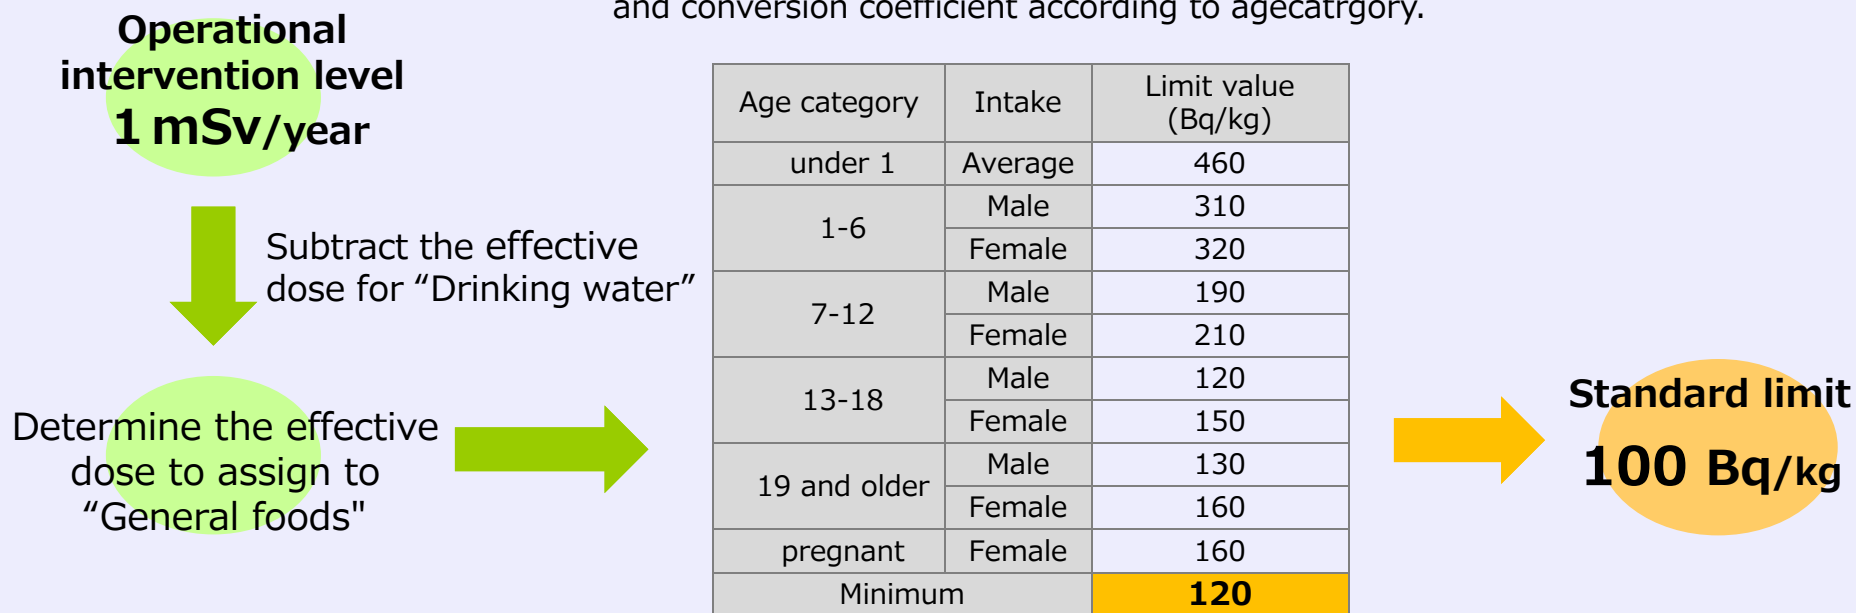 and conversion coefficient according to agecatrgory.
Operational
intervention level
1 mSv/year
Subtract the effective
dose for “Drinking water”
Determine the effective
dose to assign to
“General foods"
Age category Intake Limit value
(Bq/kg)
under 1 Average 460
1-6 Male 310
Female 320
7-12 Male 190
Female 210
13-18 Male 120
Female 150
19 and older Male 130
Female 160
pregnant Female 160
Minimum 120
Standard limit
100 Bq/kg